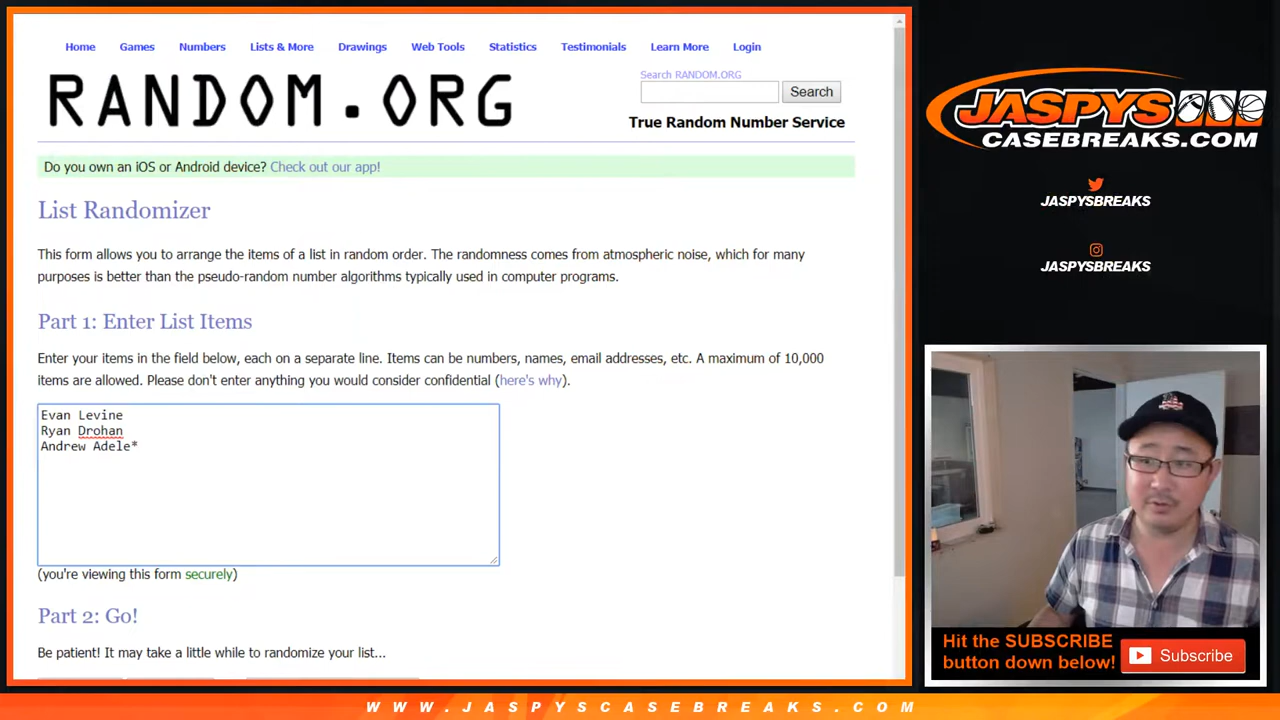 Home Games Numbers Lists & More Drawings Web Tools Statistics Testimonials Learn More Login
RANDOM.ORG
Search RANDOM.ORG
Search
True Random Number Service
Do you own an iOS or Android device? Check out our app!
List Randomizer
This form allows you to arrange the items of a list in random order. The randomness comes from atmospheric noise, which for many
purposes is better than the pseudo-random number algorithms typically used in computer programs.
Part 1: Enter List Items
Enter your items in the field below, each on a separate line. Items can be numbers, names, email addresses, etc. A maximum of 10,000
items are allowed. Please don't enter anything you would consider confidential (here's why).
Evan Levine
Ryan Drohan
Andrew Adele*
(you're viewing this form securely)
Part 2: Go!
Be patient! It may take a little while to randomize your list...
JASPYS
CASEBREAKS.COM
JASPYSBREAKS
JASPYSBREAKS
Hit the SUBSCRIBE
button down below!
Subscribe
WWW.JASPYSCASEBREAKS.COM